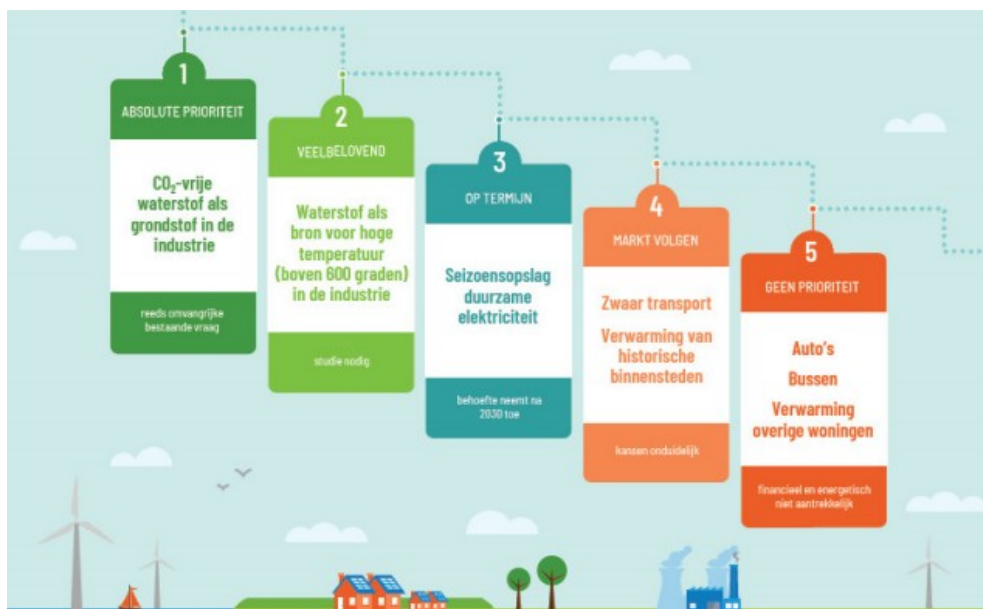 1
ABSOLUTE PRIORITEIT
CO₂-vrije
waterstof als
grondstof in de
industrie
reeds omvangrijke
bestaande vraag
2
VEELBELOVEND
Waterstof als
bron voor hoge
temperatuur
(boven 600 graden)
in de industrie
studie nodig
3
OP TERMIJN
Seizoensopslag
duurzame
elektriciteit
behoefte neemt na
2030 toe
4
MARKT VOLGEN
Zwaar transport
Verwarming van
historische
binnensteden
kansen onduidelijk
5
GEEN PRIORITEIT
Auto's
Bussen
Verwarming
overige woningen
financieel en energetisch
niet aantrekkelijk